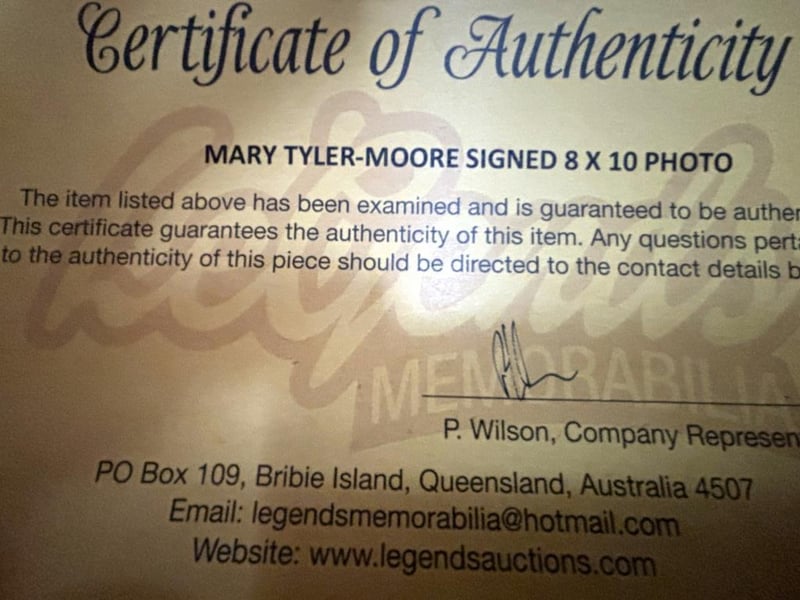 Certificate of Authenticity
Legends
MEMORABILIA
MARY TYLER-MOORE SIGNED 8 X 10 PHOTO
The item listed above has been examined and is guaranteed to be
This certificate guarantees the authenticity of this item. Any questions
to the authenticity of this piece should be directed to the contact details
P. Wilson, Company
PO Box 109, Bribie Island, Queensland, Australia 4507
Email: legendsmemorabilia@hotmail.com
Website: www.legendsauctions.com